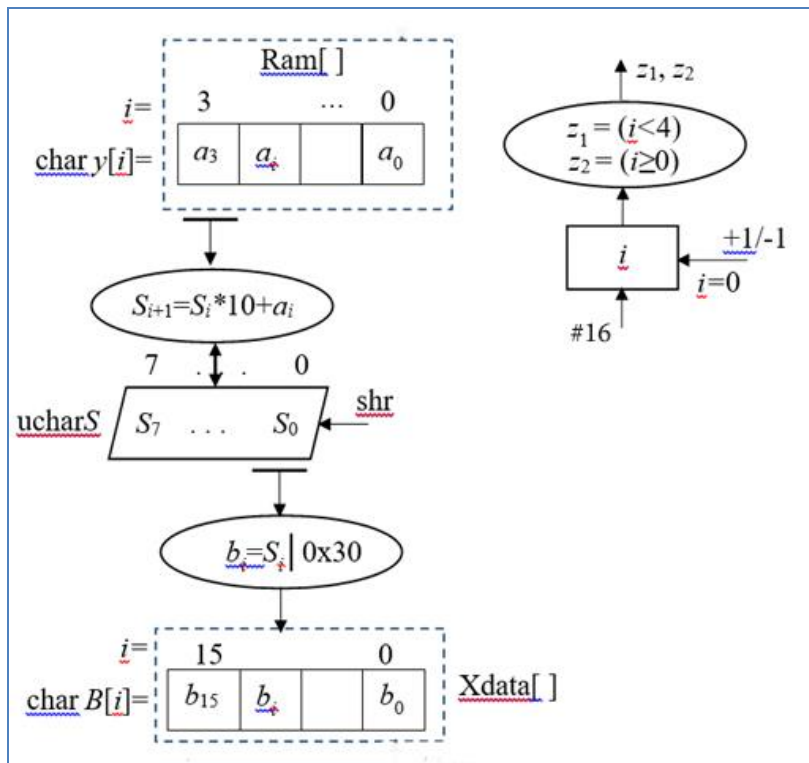 Ram[ ]
i= 3 ... 0
char y[i]= a3 ai a0
Si+1=Si*10+ai
7 . . . 0
ucharS S7 . . . S0 shr
bi=Si| 0x30
i= 15 0
char B[i]= b15 bi b0 Xdata[ ]
z1, z2
z1 = (i<4)
z2 = (i≥0)
i +1/-1
i=0
#16